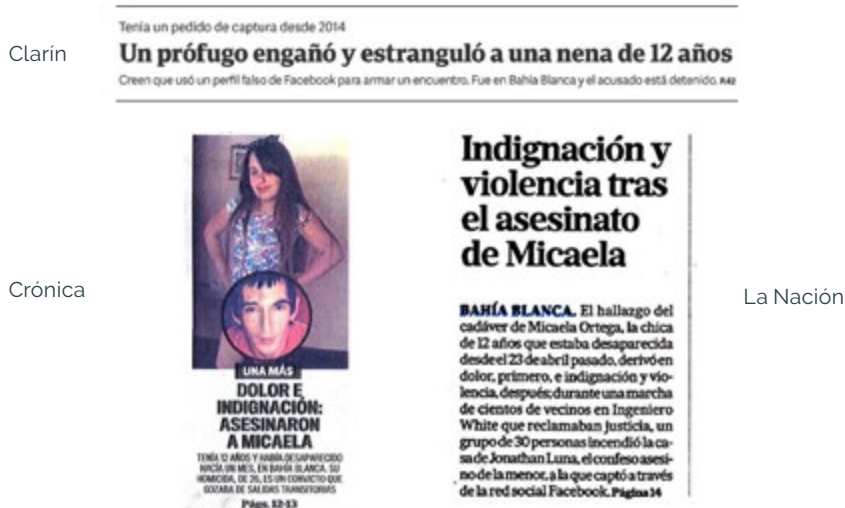 Clarín
Tenía un pedido de captura desde 2014
Un prófugo engañó y estranguló a una nena de 12 años
Creen que usó un perfil falso de Facebook para armar un encuentro. Fue en Bahía Blanca y el acusado está detenido. P.42
Crónica
UNA MÁS
DOLOR E
INDIGNACIÓN:
ASESINARON
A MICAELA
TENÍA 12 AÑOS Y HABÍA DESAPARECIDO
HACÍA UN MES, EN BAHÍA BLANCA. SU
HOMICIDA, DE 26, ES UN CONVICTO QUE
GOZABA DE SALIDAS TRANSITORIAS
Págs. 12-13
Indignación y
violencia tras
el asesinato
de Micaela
BAHÍA BLANCA. El hallazgo del
cadáver de Micaela Ortega, la chica
de 12 años que estaba desaparecida
desde el 23 de abril pasado, derivó en
dolor, primero, e indignación y vio-
lencia, después; durante una marcha
de cientos de vecinos en Ingeniero
White que reclamaban justicia, un
grupo de 30 personas incendió la ca-
sa de Jonathan Luna, el confeso asesi-
no de la menor, a la que captó a través
de la red social Facebook. Página 14
La Nación